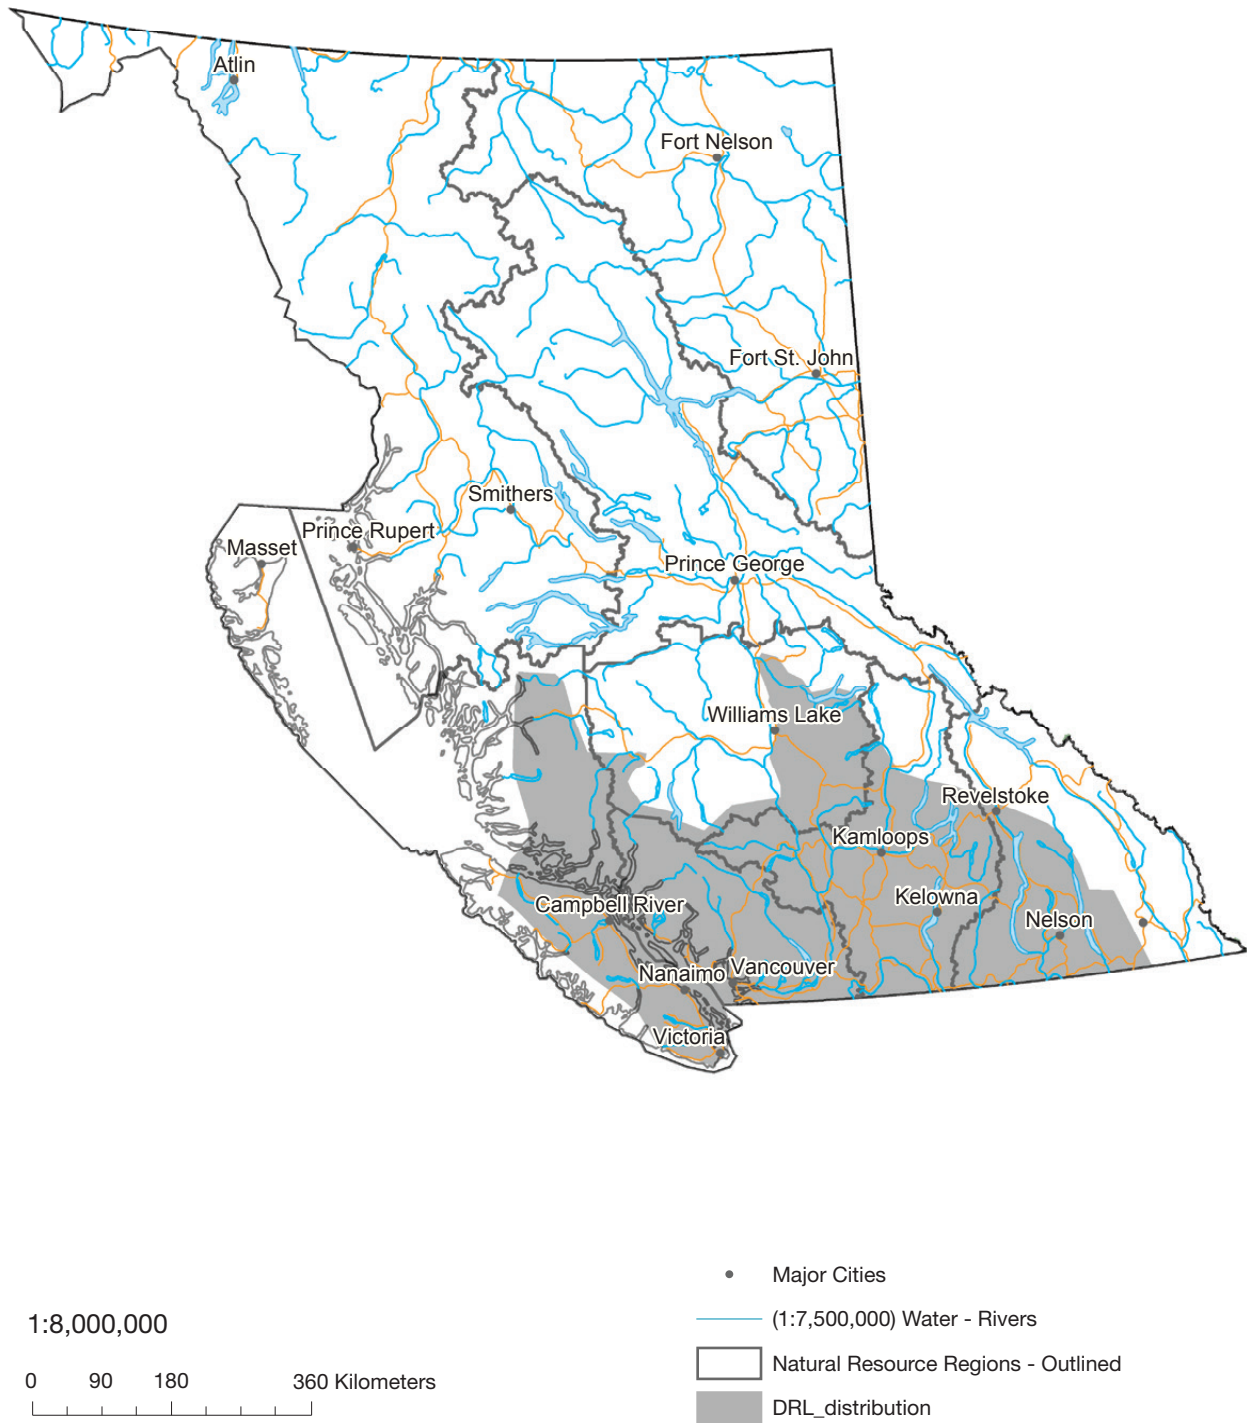 Atlin
Fort Nelson
Fort St. John
Smithers
Prince Rupert
Masset
Prince George
Williams Lake
Revelstoke
Kamloops
Kelowna
Campbell River
Nelson
Nanaimo
Vancouver
Victoria
Major Cities
1:8,000,000
(1:7,500,000) Water - Rivers
Natural Resource Regions - Outlined
0 90 180 360 Kilometers
DRL_distribution